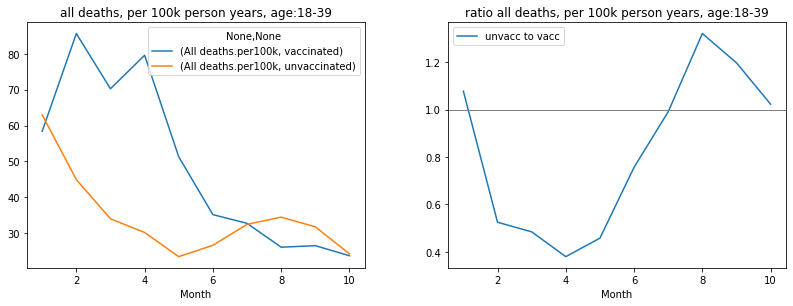 all deaths, per 100k person years, age:18-39
None,None
(All deaths.per100k, vaccinated)
(All deaths.per100k, unvaccinated)
80
70
60
50
40
30
2
4
6
8
10
Month
ratio all deaths, per 100k person years, age:18-39
unvacc to vacc
1.2
1.0
0.8
0.6
0.4
2
4
6
8
10
Month